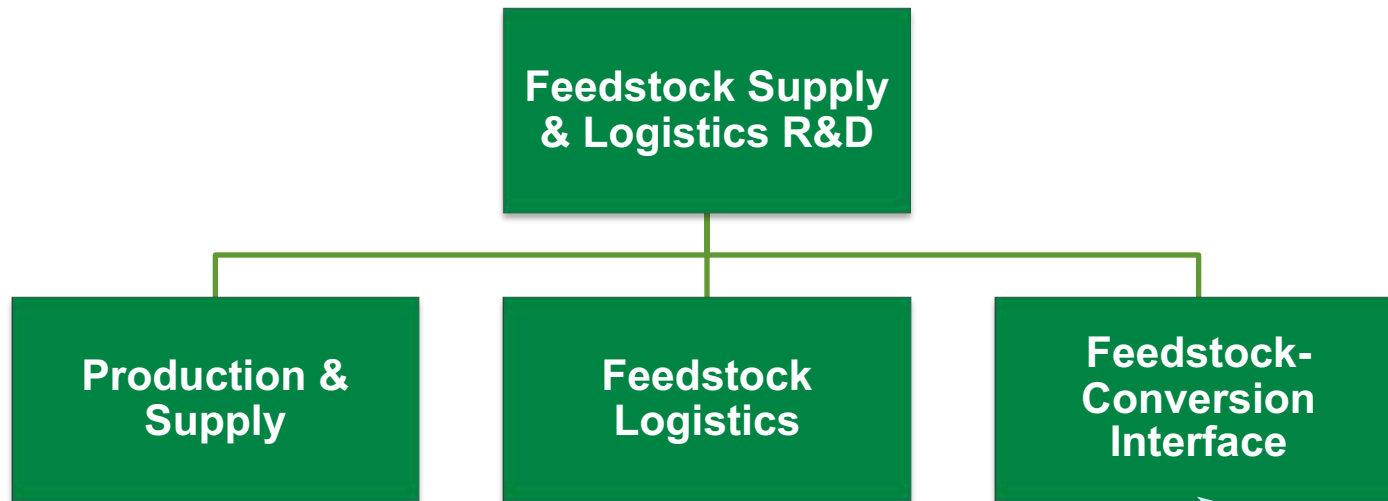 Feedstock Supply
& Logistics R&D
Production &
Supply
Feedstock
Logistics
Feedstock-
Conversion
Interface